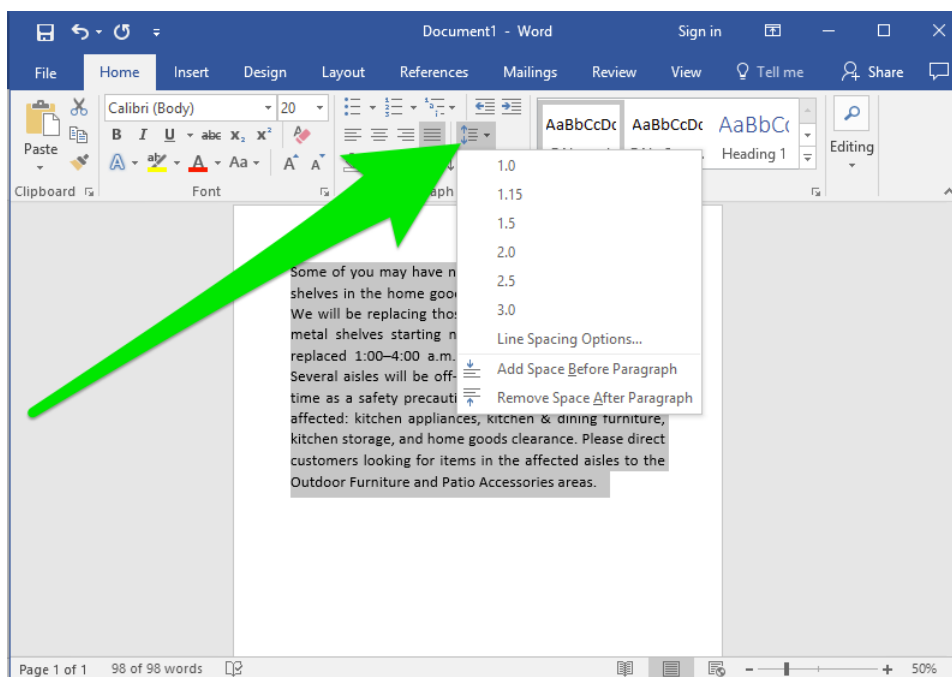 Document1 - Word
Sign in
File Home Insert Design Layout References Mailings Review View Tell me Share
Calibri (Body) 20
AaBbCcDc AaBbCcDc AaBbC
Paste
B I U abc X₂ X²
Heading 1
Editing
A aby A Aa A A
Clipboard Font
1.0
1.15
1.5
2.0
2.5
3.0
Line Spacing Options...
Add Space Before Paragraph
Remove Space After Paragraph
Some of you may have
shelves in the home
We will be replacing
metal shelves starting
replaced 1:00–4:00 a.m.
Several aisles will be off-
time as a safety
affected: kitchen appliances, kitchen & dining furniture,
kitchen storage, and home goods clearance. Please direct
customers looking for items in the affected aisles to the
Outdoor Furniture and Patio Accessories areas.
Page 1 of 1 98 of 98 words
50%